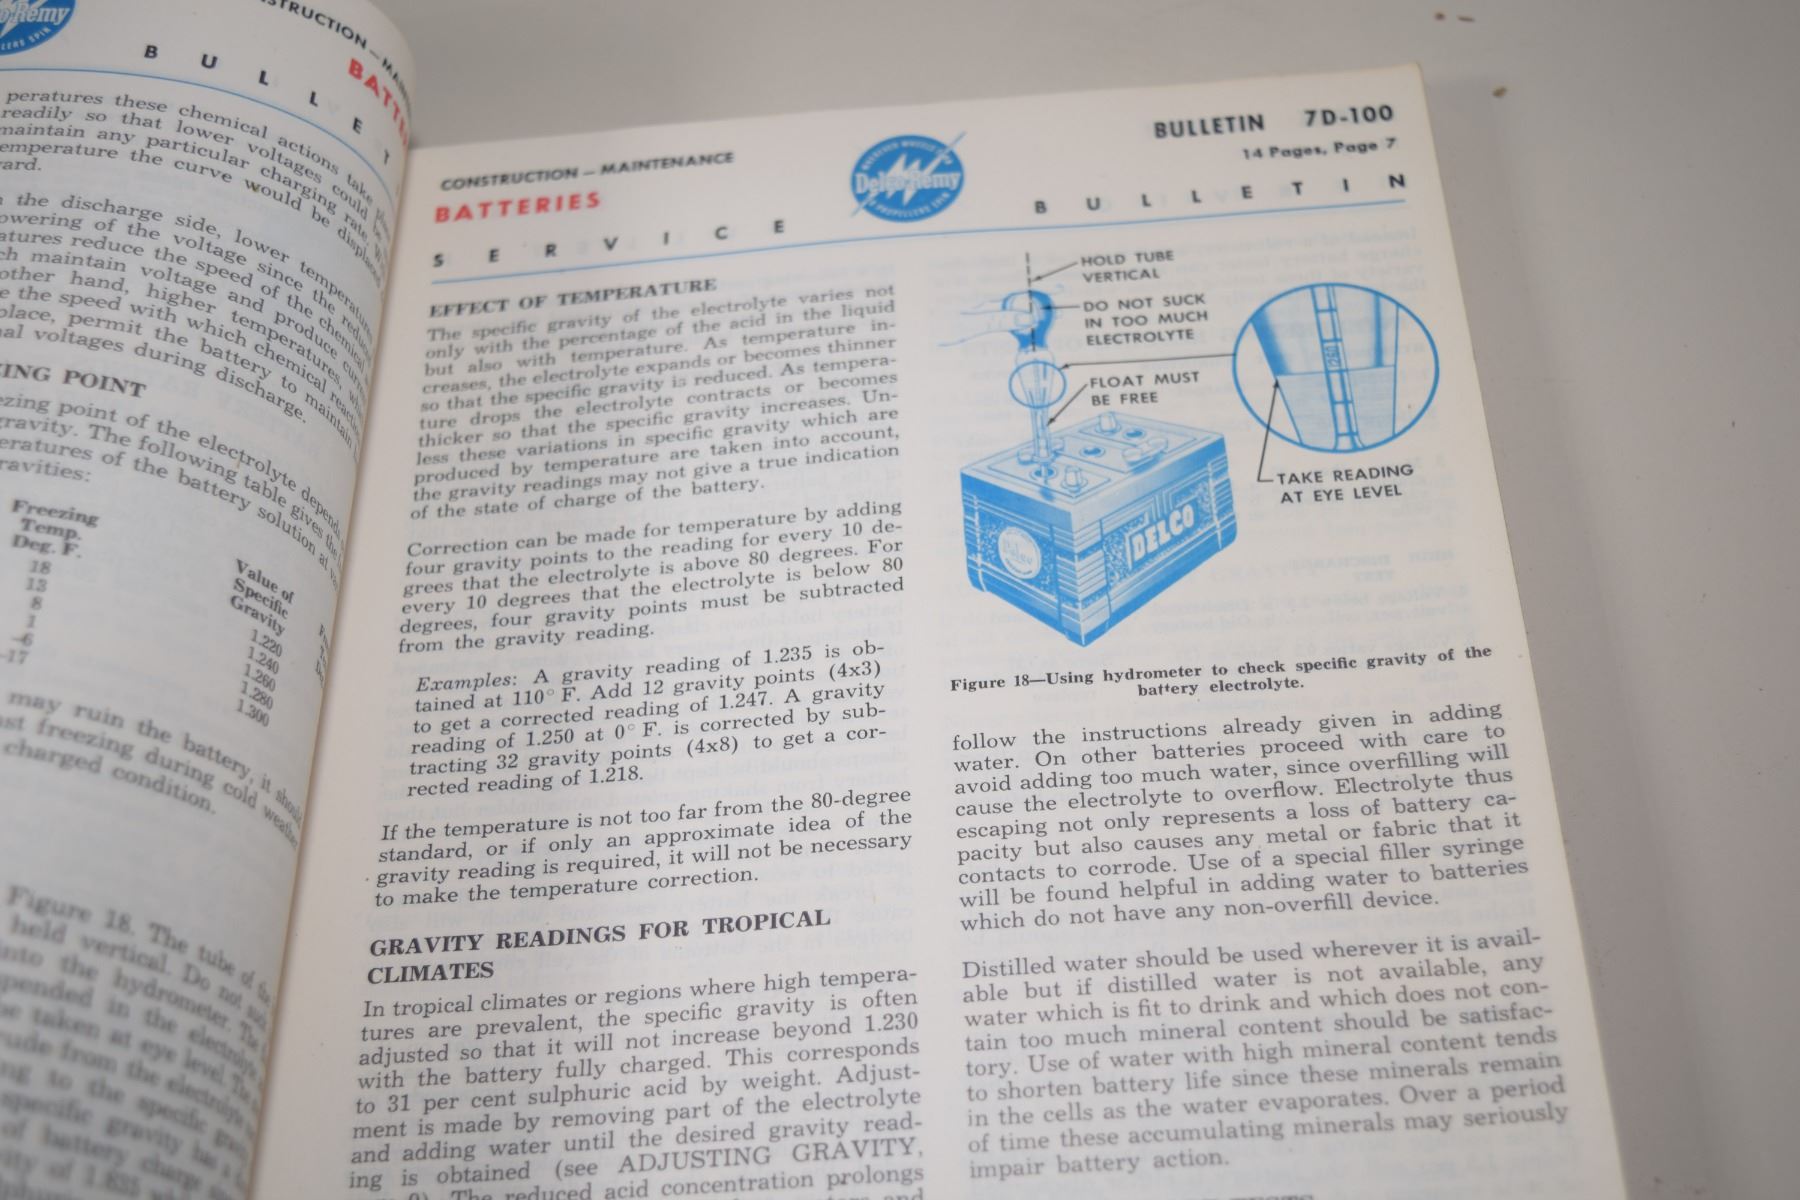 CONSTRUCTION — MAIN
BATTE
B U L L E T
peratures these chemical actions take
readily so that lower voltages could be
maintain any particular charging rate.
emperature the curve would be displaced
ard.
the discharge side, lower temperatures
owering of the voltage since the reduced
atures reduce the speed of the chemical
ch maintain voltage and produce
other hand, higher temperatures,
e the speed with which chemical reactions
place, permit the battery to maintain
al voltages during discharge.
ING POINT
ezing point of the electrolyte depends
gravity. The following table gives the
eratures of the battery solution at
ravities:
Freezing
Temp.
Deg. F.
18
13
8
1
–6
–17
Value of
Specific
Gravity
1.220
1.240
1.260
1.280
1.300
may ruin the battery, it should
st freezing during cold weather
charged condition.
Figure 18. The tube of the
held vertical. Do not
into the hydrometer. The
pended in the electrolyte
be taken at eye level. The
CONSTRUCTION — MAINTENANCE
BATTERIES
Delco-Remy
BULLETIN 7D-100
14 Pages, Page 7
S E R V I C E B U L L E T I N
EFFECT OF TEMPERATURE
The specific gravity of the electrolyte varies not
only with the percentage of the acid in the liquid
but also with temperature. As temperature in-
creases, the electrolyte expands or becomes thinner
so that the specific gravity is reduced. As tempera-
ture drops the electrolyte contracts or becomes
thicker so that the specific gravity increases. Un-
less these variations in specific gravity which are
produced by temperature are taken into account,
the gravity readings may not give a true indication
of the state of charge of the battery.
Correction can be made for temperature by adding
four gravity points to the reading for every 10 de-
grees that the electrolyte is above 80 degrees. For
every 10 degrees that the electrolyte is below 80
degrees, four gravity points must be subtracted
from the gravity reading.
Examples: A gravity reading of 1.235 is ob-
tained at 110° F. Add 12 gravity points (4x3)
to get a corrected reading of 1.247. A gravity
reading of 1.250 at 0° F. is corrected by sub-
tracting 32 gravity points (4x8) to get a cor-
rected reading of 1.218.
If the temperature is not too far from the 80-degree
standard, or if only an approximate idea of the
gravity reading is required, it will not be necessary
to make the temperature correction.
GRAVITY READINGS FOR TROPICAL
CLIMATES
In tropical climates or regions where high tempera-
tures are prevalent, the specific gravity is often
adjusted so that it will not increase beyond 1.230
with the battery fully charged. This corresponds
to 31 per cent sulphuric acid by weight. Adjust-
ment is made by removing part of the electrolyte
and adding water until the desired gravity read-
ing is obtained (see ADJUSTING GRAVITY,
The reduced acid concentration prolongs
HOLD TUBE
VERTICAL
DO NOT SUCK
IN TOO MUCH
ELECTROLYTE
FLOAT MUST
BE FREE
TAKE READING
AT EYE LEVEL
Delco
DELCO
Figure 18—Using hydrometer to check specific gravity of the
battery electrolyte.
follow the instructions already given in adding
water. On other batteries proceed with care to
avoid adding too much water, since overfilling will
cause the electrolyte to overflow. Electrolyte thus
escaping not only represents a loss of battery ca-
pacity but also causes any metal or fabric that it
contacts to corrode. Use of a special filler syringe
will be found helpful in adding water to batteries
which do not have any non-overfill device.
Distilled water should be used wherever it is avail-
able but if distilled water is not available, any
water which is fit to drink and which does not con-
tain too much mineral content should be satisfac-
tory. Use of water with high mineral content tends
to shorten battery life since these minerals remain
in the cells as the water evaporates. Over a period
of time these accumulating minerals may seriously
impair battery action.